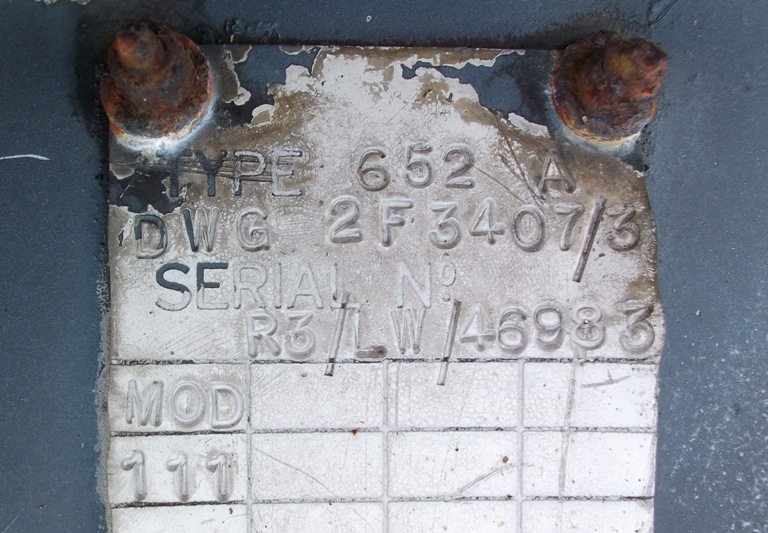 TYPE 652 A
DWG 2F3407/3
SERIAL Nº
R3/LW/46983
MOD
111